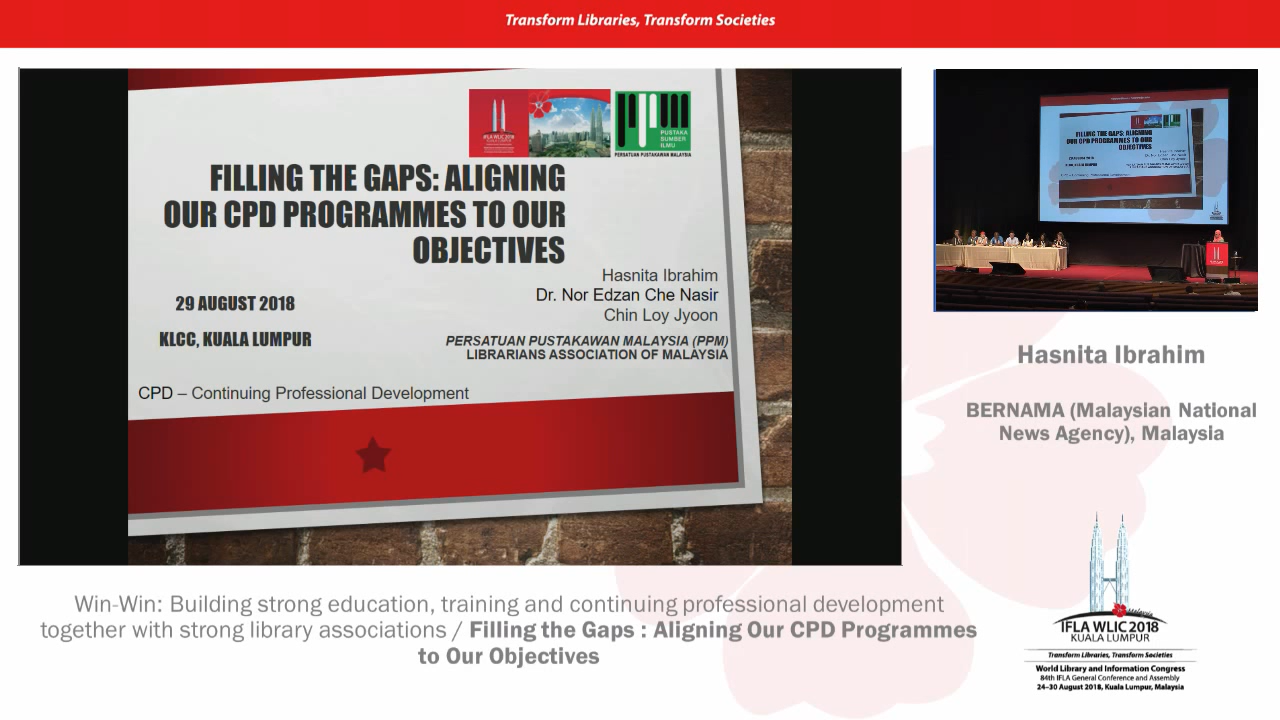 Transform Libraries, Transform Societies
IFLA WLIC 2018
PUSTAKA
SUMBER
ILMU
PERSATUAN PUSTAKAWAN MALAYSIA
FILLING THE GAPS: ALIGNING
OUR CPD PROGRAMMES TO OUR
OBJECTIVES
Hasnita Ibrahim
Dr. Nor Edzan Che Nasir
Chin Loy Jyoon
29 AUGUST 2018
KLCC, KUALA LUMPUR
PERSATUAN PUSTAKAWAN MALAYSIA (PPM)
LIBRARIANS ASSOCIATION OF MALAYSIA
CPD – Continuing Professional Development
FILLING THE GAPS: ALIGNING
OUR CPD PROGRAMMES TO OUR
OBJECTIVES
Hasnita Ibrahim
BERNAMA (Malaysian National
News Agency), Malaysia
Win-Win: Building strong education, training and continuing professional development
together with strong library associations / Filling the Gaps : Aligning Our CPD Programmes
to Our Objectives
Malaysia
IFLA WLIC 2018
KUALA LUMPUR
Transform Libraries, Transform Societies
World Library and Information Congress
84th IFLA General Conference and Assembly
24–30 August 2018, Kuala Lumpur, Malaysia